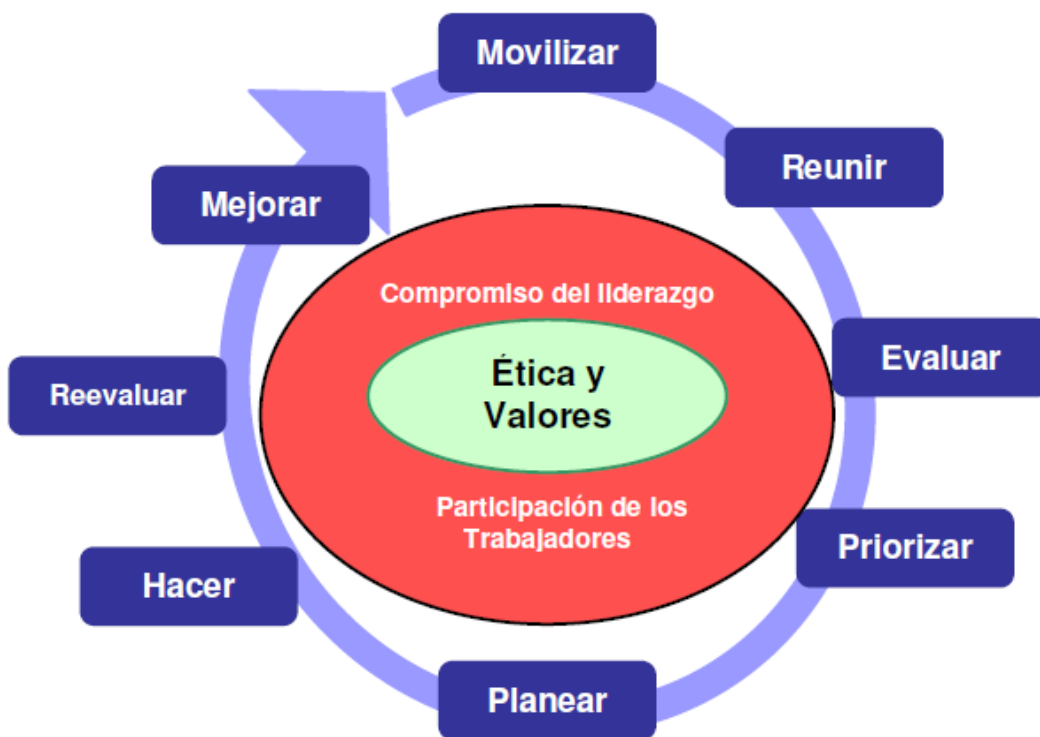 Movilizar
Reunir
Evaluar
Priorizar
Planear
Hacer
Reevaluar
Mejorar
Compromiso del liderazgo
Ética y
Valores
Participación de los
Trabajadores